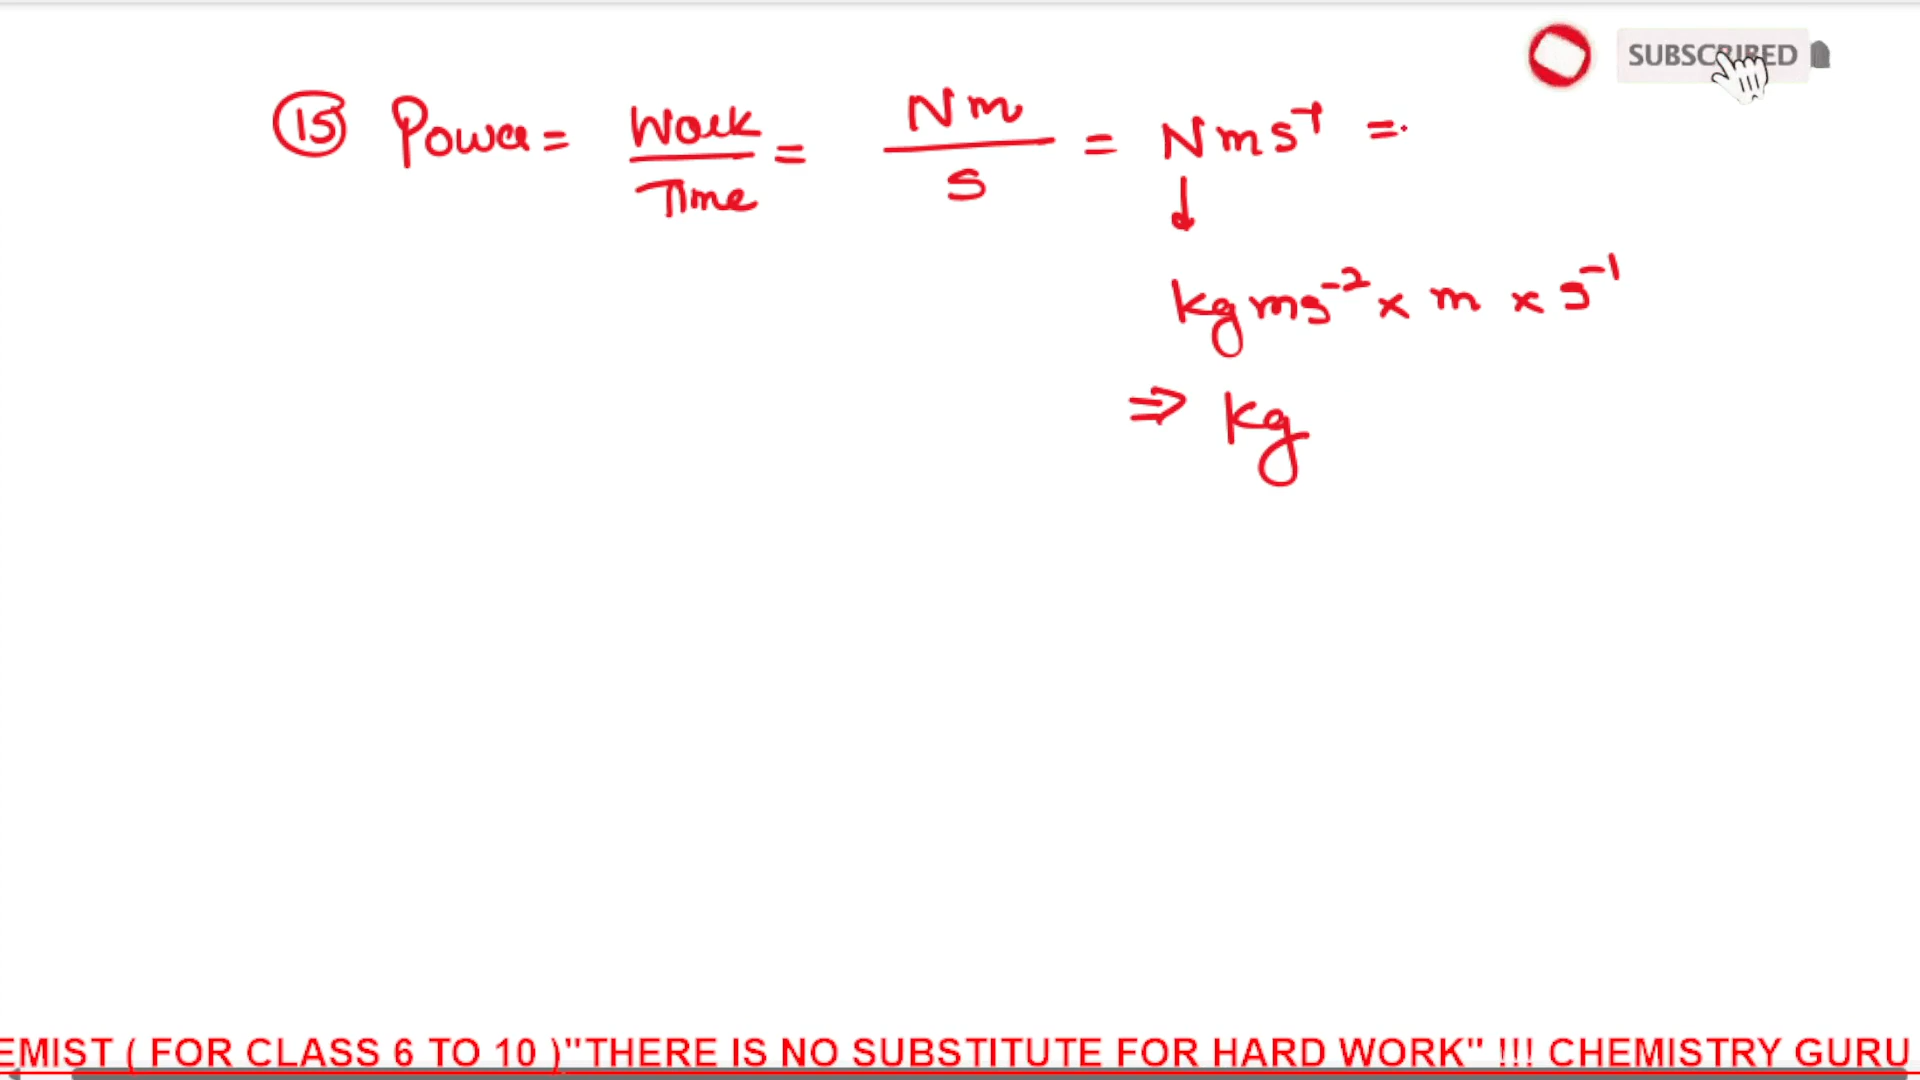 SUBSCRIBED
15 Power = Work/Time = Nm/s = Nms⁻¹ =
↓
kgms⁻² x m x s⁻¹
⇒ kg
EMIST ( FOR CLASS 6 TO 10 )"THERE IS NO SUBSTITUTE FOR HARD WORK" !!! CHEMISTRY GURU